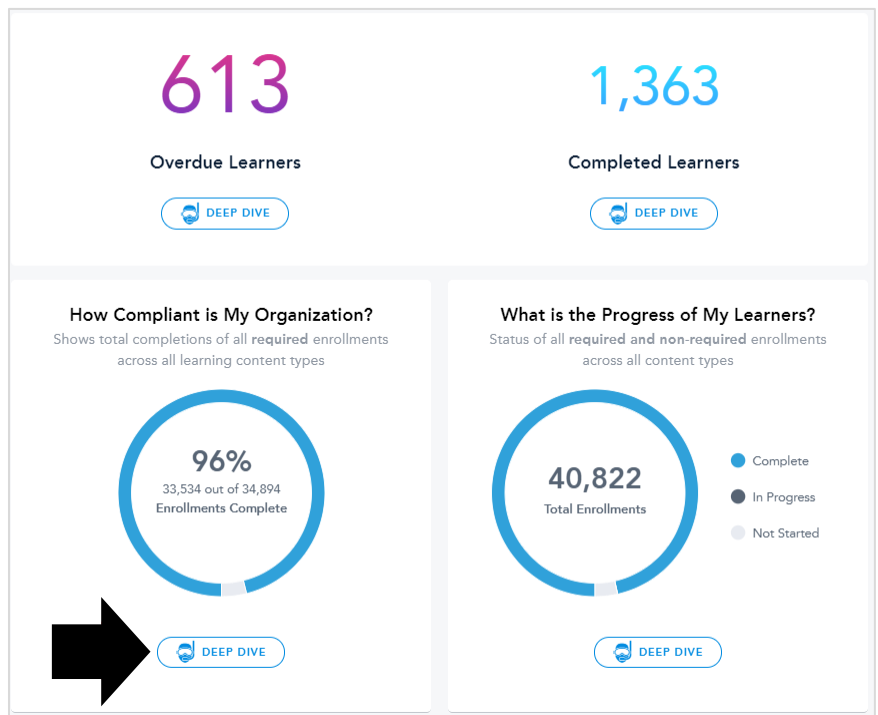 613
1,363
Overdue Learners
Completed Learners
DEEP DIVE
DEEP DIVE
How Compliant is My Organization?
Shows total completions of all required enrollments
across all learning content types
96%
33,534 out of 34,894
Enrollments Complete
DEEP DIVE
What is the Progress of My Learners?
Status of all required and non-required enrollments
across all content types
40,822
Total Enrollments
Complete
In Progress
Not Started
DEEP DIVE